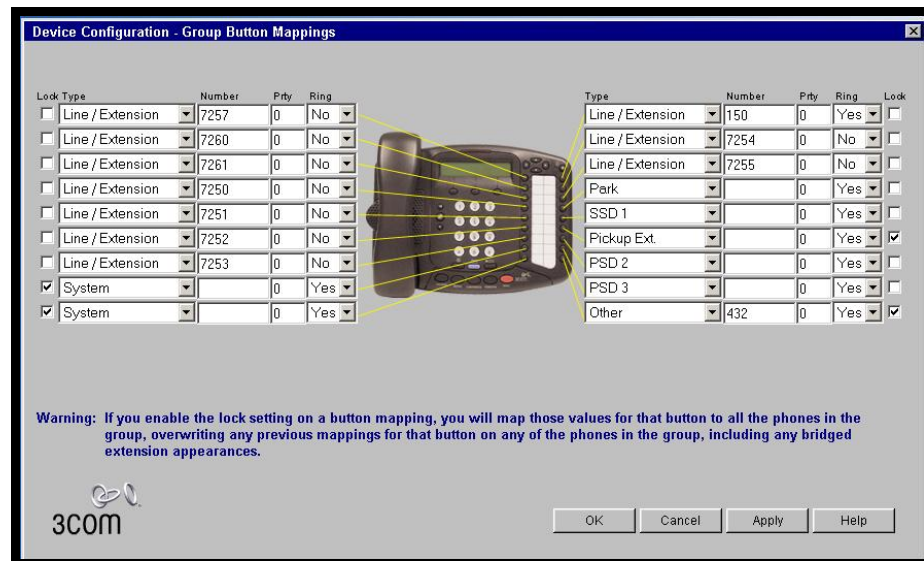 Device Configuration - Group Button Mappings
Lock Type Number Prty Ring Type Number Prty Ring Lock
Line / Extension 7257 0 No Line / Extension 150 0 Yes
Line / Extension 7260 0 No Line / Extension 7254 0 No
Line / Extension 7261 0 No Line / Extension 7255 0 No
Line / Extension 7250 0 No Park 0 Yes
Line / Extension 7251 0 No SSD 1 0 Yes
Line / Extension 7252 0 No Pickup Ext. 0 Yes
Line / Extension 7253 0 No PSD 2 0 Yes
System 0 Yes PSD 3 0 Yes
System 0 Yes Other 432 0 Yes
Warning: If you enable the lock setting on a button mapping, you will map those values for that button to all the phones in the
group, overwriting any previous mappings for that button on any of the phones in the group, including any bridged
extension appearances.
3com
OK Cancel Apply Help